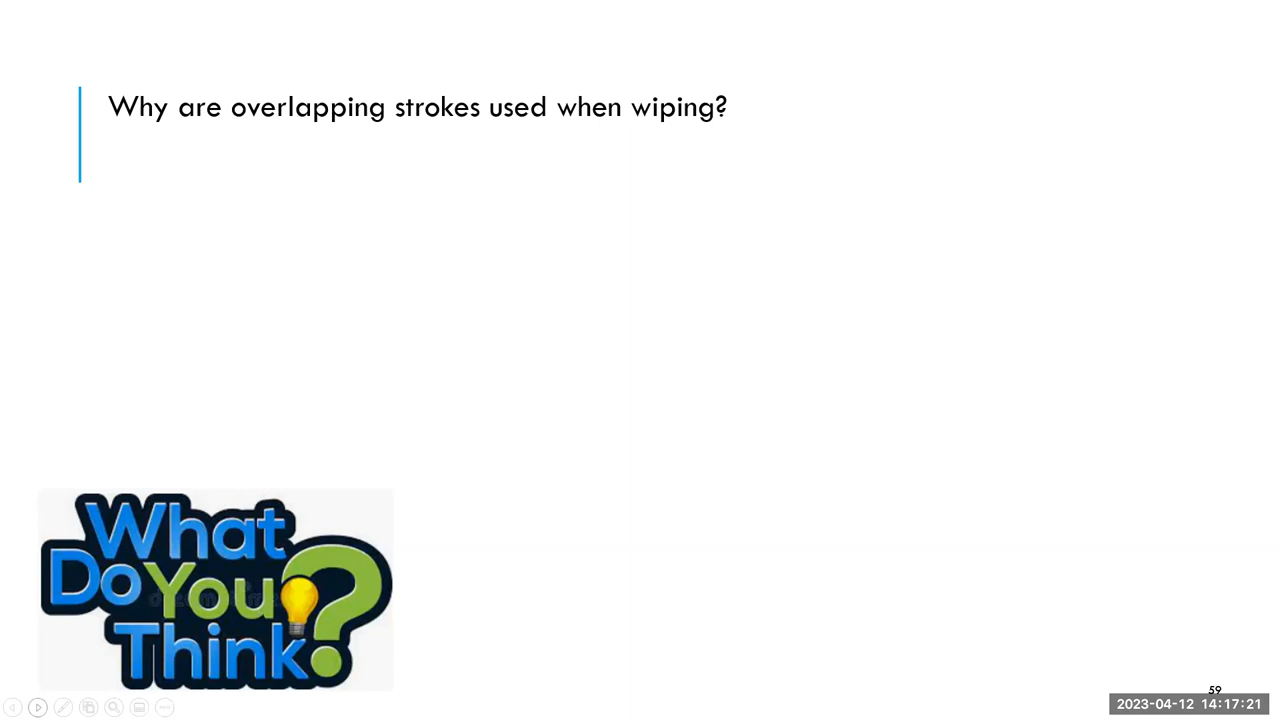 Why are overlapping strokes used when wiping?
What
Do You
Think
?
59
2023-04-12 14:17:21